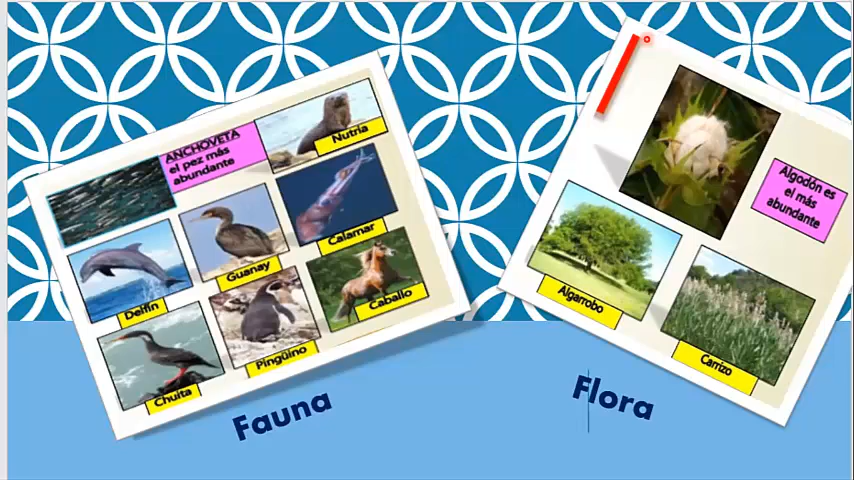 ANCHOVETA
el pez más
abundante
Nutria
Guanay
Calamar
Delfín
Caballo
Chuita
Pingüino
Fauna
Algodón es
el más
abundante
Algarrobo
Carrizo
Flora